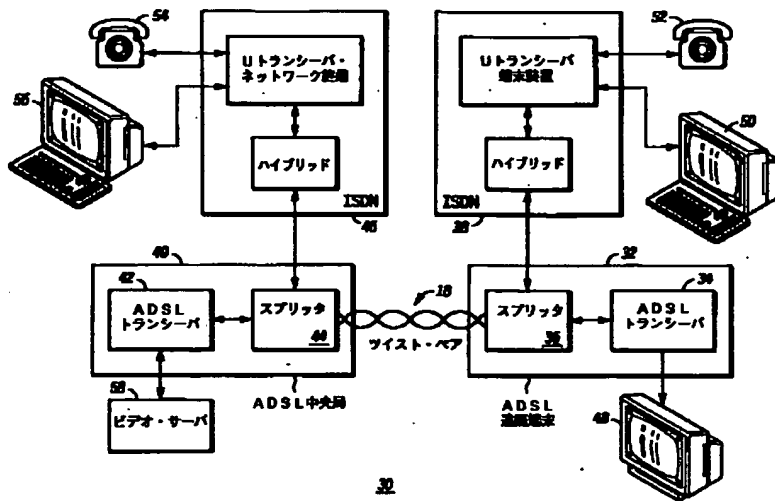 54
56
Uトランシーバ・
ネットワーク終端
ハイブリッド
ISDN
46
52
50
Uトランシーバ
端末装置
ハイブリッド
ISDN
38
40
42
ADSL
トランシーバ
スプリッタ
44
18
ツイスト・ペア
32
34
スプリッタ
36
ADSL
トランシーバ
58
ビデオ・サーバ
ADSL中央局
ADSL
遠隔端末
48
30